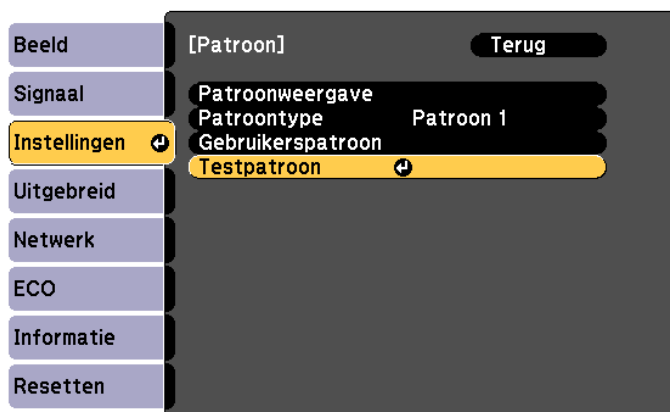 Beeld
Signaal
Instellingen
Uitgebreid
Netwerk
ECO
Informatie
Resetten
[Patroon] Terug
Patroonweergave
Patroontype Patroon 1
Gebruikerspatroon
Testpatroon